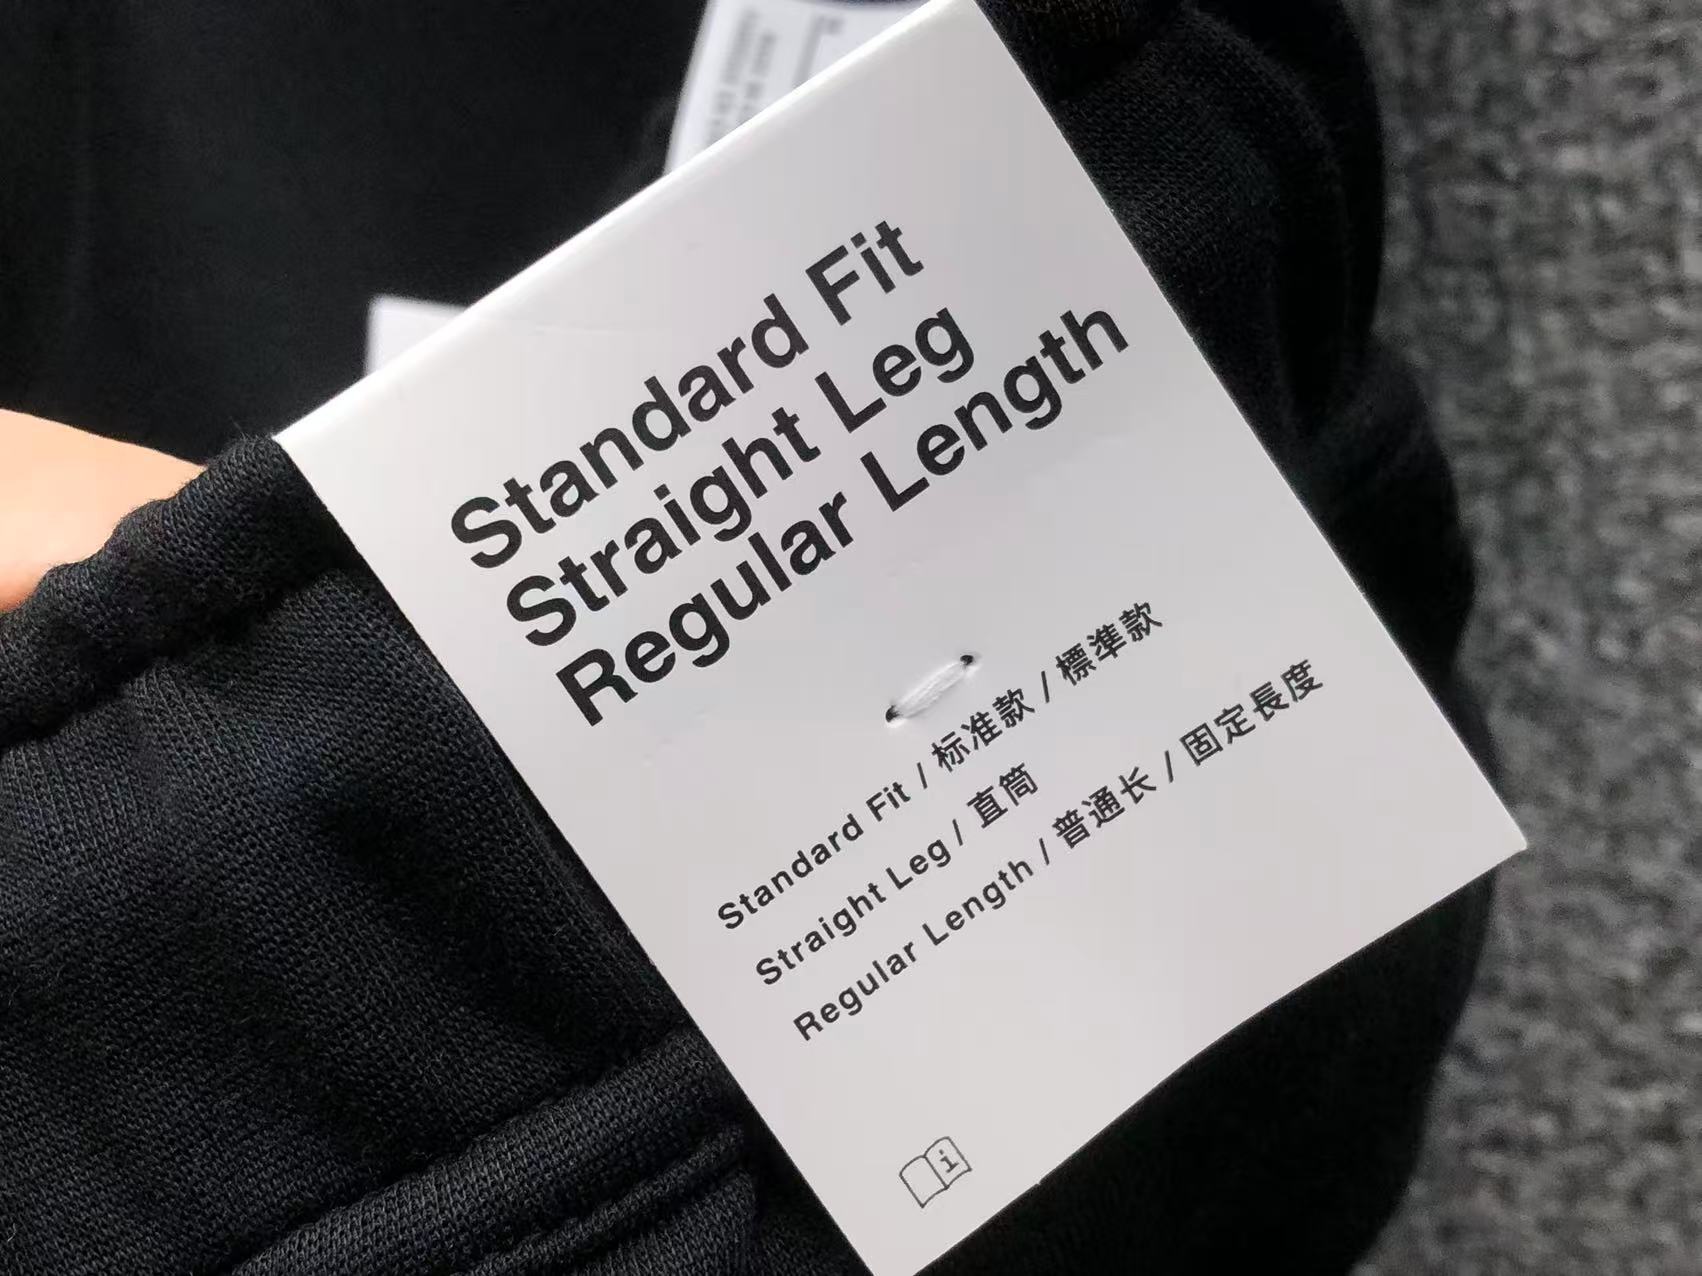 Standard Fit
Straight Leg
Regular Length
Standard Fit / 标准款 / 標準款
Straight Leg / 直筒
Regular Length / 普通长 / 固定長度
i